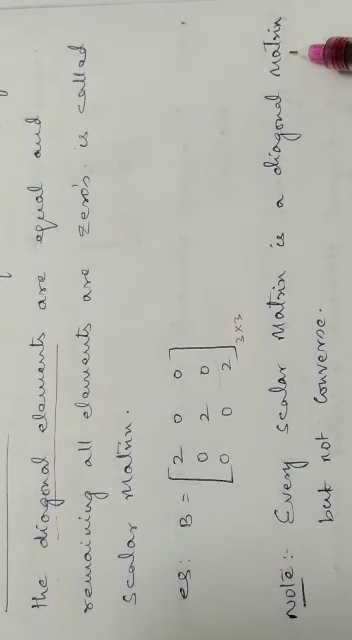 the diagonal elements are equal and
remaining all elements are zero's. is called
Scalar Matrix.
eg: B = [2 0 0
0 2 0
0 0 2]3×3
Note:- Every scalar Matrix is a diagonal Matrix
but not converse.